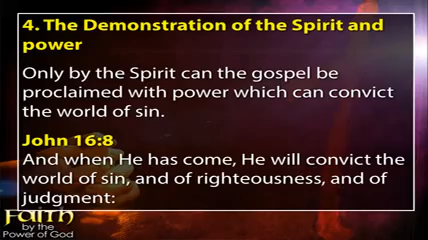 4. The Demonstration of the Spirit and
power
Only by the Spirit can the gospel be
proclaimed with power which can convict
the world of sin.
John 16:8
And when He has come, He will convict the
world of sin, and of righteousness, and of
judgment:
Faith
by the
Power of God